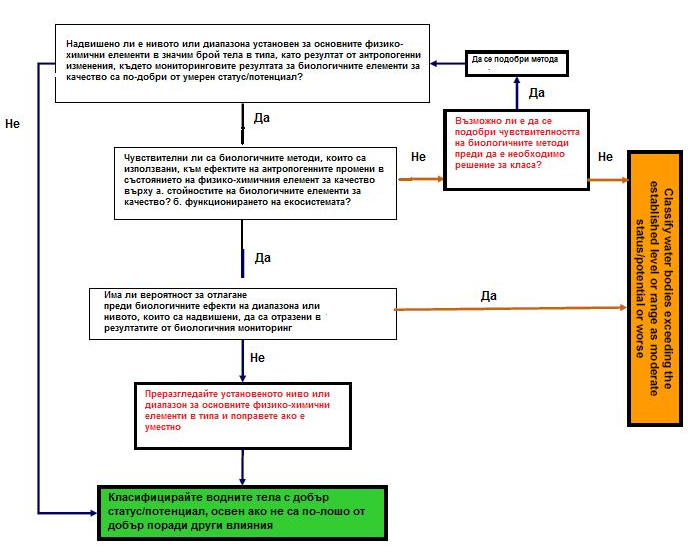 Надвишено ли е нивото или диапазона установен за основните физико-
химични елементи в значим брой тела в типа, като резултат от антропогенни
изменения, където мониторинговите резултата за биологичните елементи за
качество са по-добри от умерен статус/потенциал?
Да се подобри метода
Да
Не
Да
Възможно ли е да се
подобри чувствителността
на биологичните методи
преди да е необходимо
решение за класа?
Чувствителни ли са биологичните методи, които са
използвани, към ефектите на антропогенните промени в
състоянието на физико-химичния елемент за качество
върху а. стойностите на биологичните елементи за
качество? б. функционирането на екосистемата?
Не
Не
Classify water bodies exceeding the
established level or range as moderate
status/potential or worse
Да
Има ли вероятност за отлагане
преди биологичните ефекти на диапазона или
нивото, които са надвишени, да са отразени в
резултатите от биологичния мониторинг
Да
Не
Преразгледайте установеното ниво или
диапазон за основните физико-химични
елементи в типа и поправете ако е
уместно
Класифицирайте водните тела с добър
статус/потенциал, освен ако не са по-лошо от
добър поради други влияния